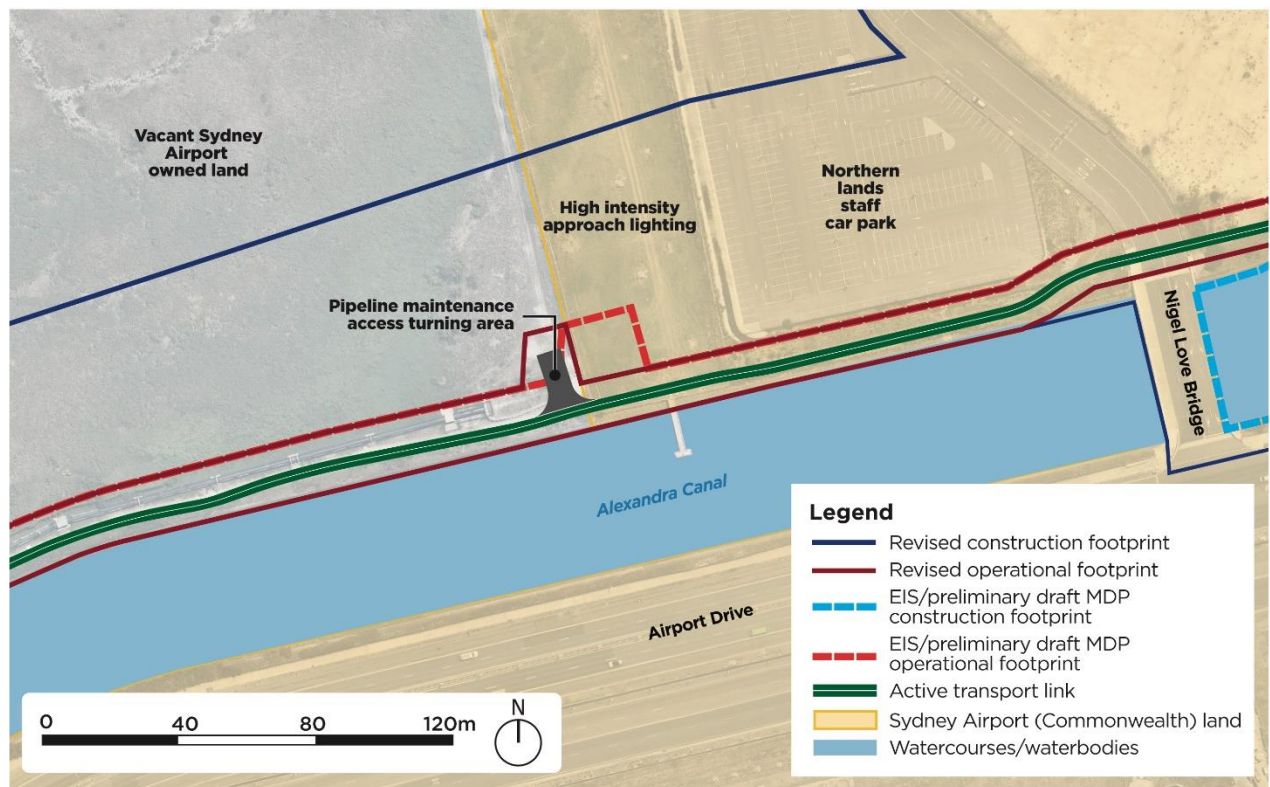 Vacant Sydney
Airport
owned land
High intensity
approach lighting
Northern
lands
staff
car park
Pipeline maintenance
access turning area
Nigel Love Bridge
Alexandra Canal
Airport Drive
Legend
Revised construction footprint
Revised operational footprint
EIS/preliminary draft MDP
construction footprint
EIS/preliminary draft MDP
operational footprint
Active transport link
Sydney Airport (Commonwealth) land
Watercourses/waterbodies
0 40 80 120m
N